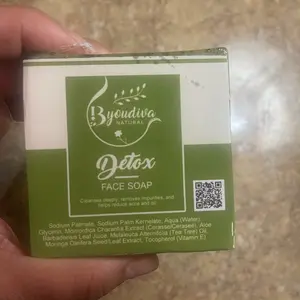 Byoudiva
NATURAL
Detox
FACE SOAP
Cleanses deeply, removes impurities, and
helps reduce acne and oil
Sodium Palmate, Sodium Palm Kernelate, Aqua (Water)
Glycerin, Momordica Charantia Extract (Cerasse/Cerasee), Aloe
Barbadensis Leaf Juice, Melaleuca Alternifolia (Tea Tree) Oil,
Moringa Oleifera Seed/Leaf Extract, Tocopherol (Vitamin E)